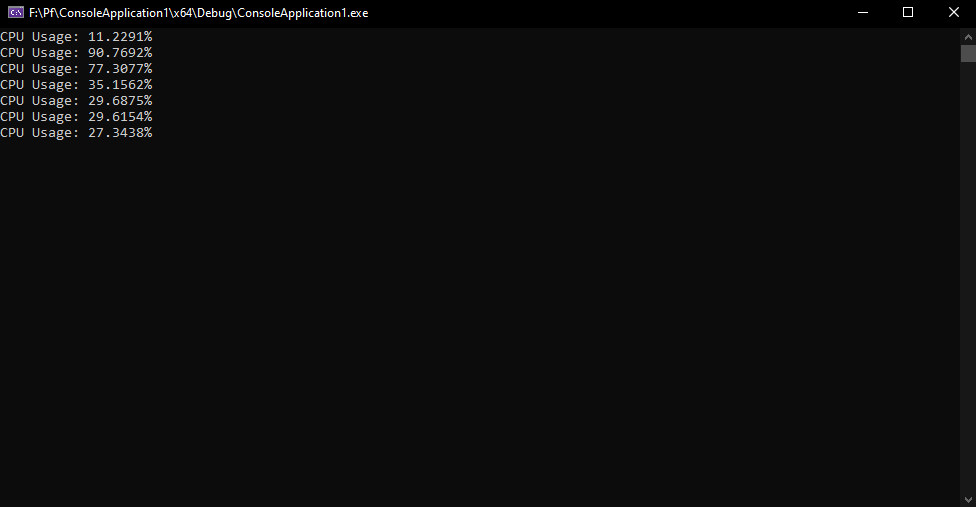 F:\Pf\ConsoleApplication1\x64\Debug\ConsoleApplication1.exe
CPU Usage: 11.2291%
CPU Usage: 90.7692%
CPU Usage: 77.3077%
CPU Usage: 35.1562%
CPU Usage: 29.6875%
CPU Usage: 29.6154%
CPU Usage: 27.3438%